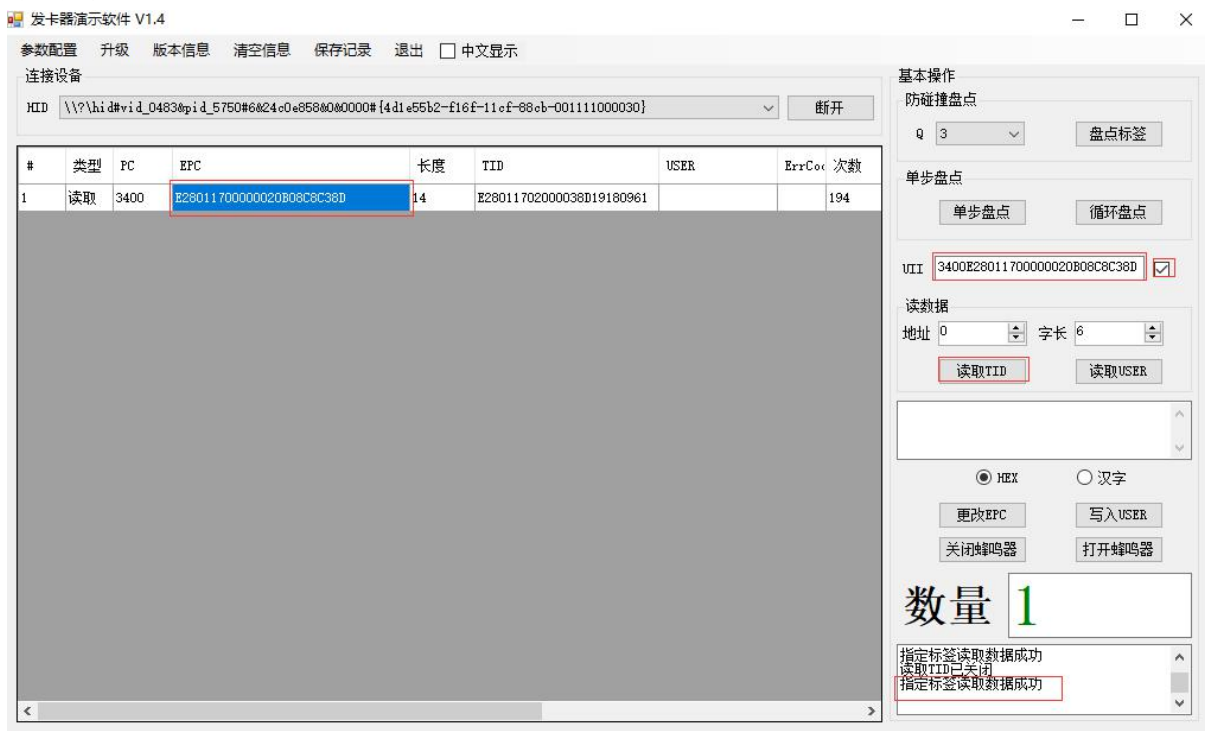 发卡器演示软件 V1.4
参数配置 升级 版本信息 清空信息 保存记录 退出 中文显示
连接设备
HID \\?\hid#vid_0483&pid_5750#6&24c0e858&0&0000#{4d1e55b2-f16f-11cf-88cb-001111000030} 断开
# 类型 PC EPC 长度 TID USER ErrCo 次数
1 读取 3400 E28011700000020B08C8C38D 14 E28011702000038D19180961 194
基本操作
防碰撞盘点
Q 3 盘点标签
单步盘点
单步盘点 循环盘点
UII 3400E28011700000020B08C8C38D
读数据
地址 0 字长 6
读取TID 读取USER
HEX 汉字
更改EPC 写入USER
关闭蜂鸣器 打开蜂鸣器
数量 1
指定标签读取数据成功
读取TID已关闭
指定标签读取数据成功